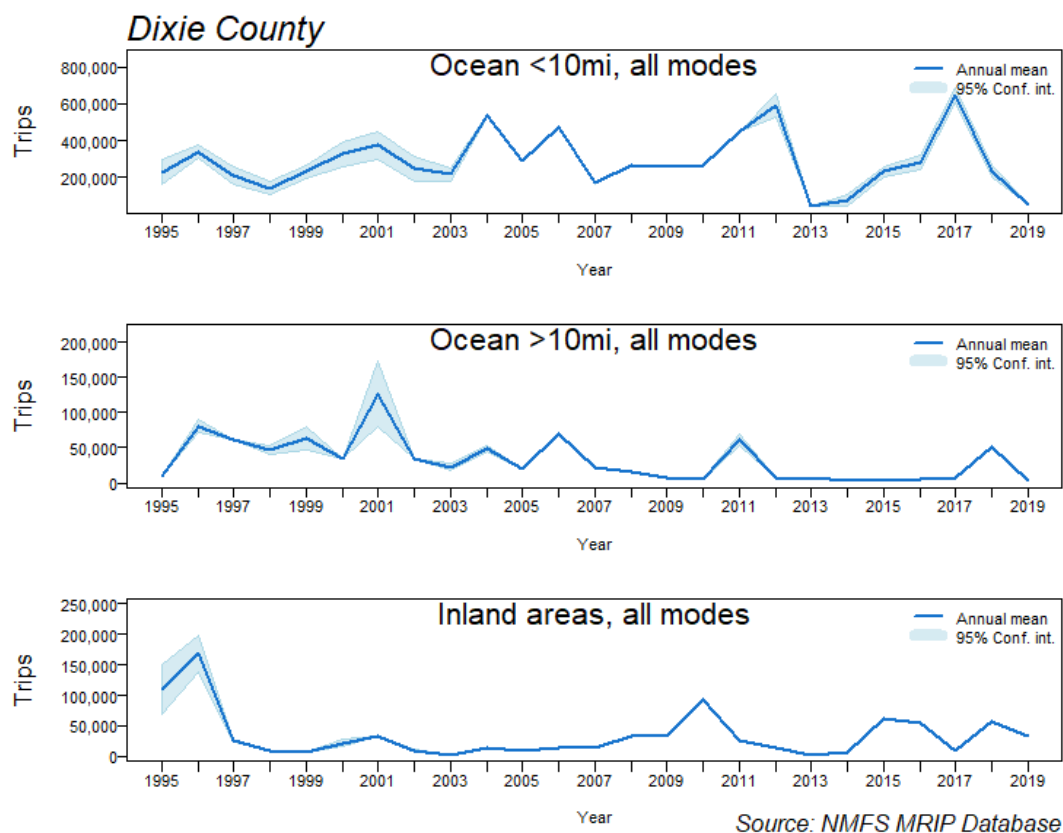 Dixie County
Ocean <10mi, all modes
Annual mean
95% Conf. int.
Trips
800,000
600,000
400,000
200,000
1995 1997 1999 2001 2003 2005 2007 2009 2011 2013 2015 2017 2019
Year
Ocean >10mi, all modes
Annual mean
95% Conf. int.
Trips
200,000
150,000
100,000
50,000
0
1995 1997 1999 2001 2003 2005 2007 2009 2011 2013 2015 2017 2019
Year
Inland areas, all modes
Annual mean
95% Conf. int.
Trips
250,000
200,000
150,000
100,000
50,000
0
1995 1997 1999 2001 2003 2005 2007 2009 2011 2013 2015 2017 2019
Year
Source: NMFS MRIP Database